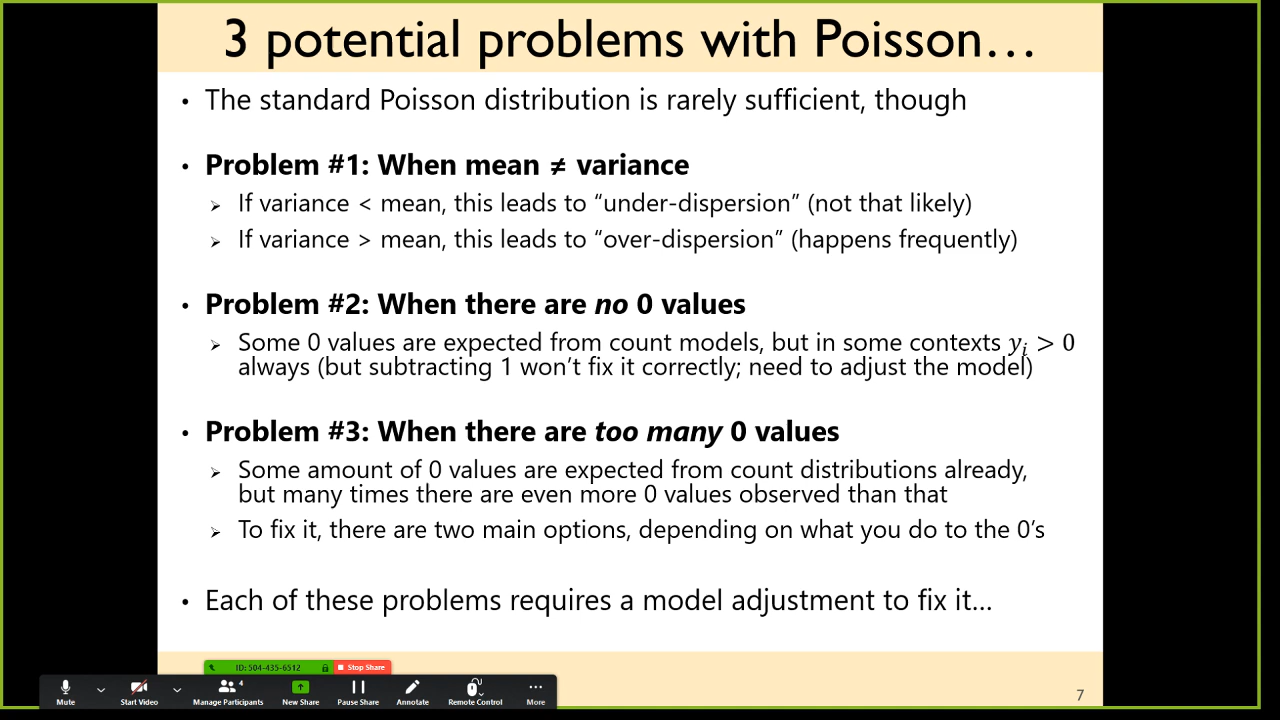 3 potential problems with Poisson…
• The standard Poisson distribution is rarely sufficient, though
• Problem #1: When mean ≠ variance
➢ If variance < mean, this leads to “under-dispersion” (not that likely)
➢ If variance > mean, this leads to “over-dispersion” (happens frequently)
• Problem #2: When there are no 0 values
➢ Some 0 values are expected from count models, but in some contexts yᵢ > 0
always (but subtracting 1 won’t fix it correctly; need to adjust the model)
• Problem #3: When there are too many 0 values
➢ Some amount of 0 values are expected from count distributions already,
but many times there are even more 0 values observed than that
➢ To fix it, there are two main options, depending on what you do to the 0’s
• Each of these problems requires a model adjustment to fix it…
ID: 504-435-6512 Stop Share
4
Mute Start Video Manage Participants New Share Pause Share Annotate Remote Control More
7